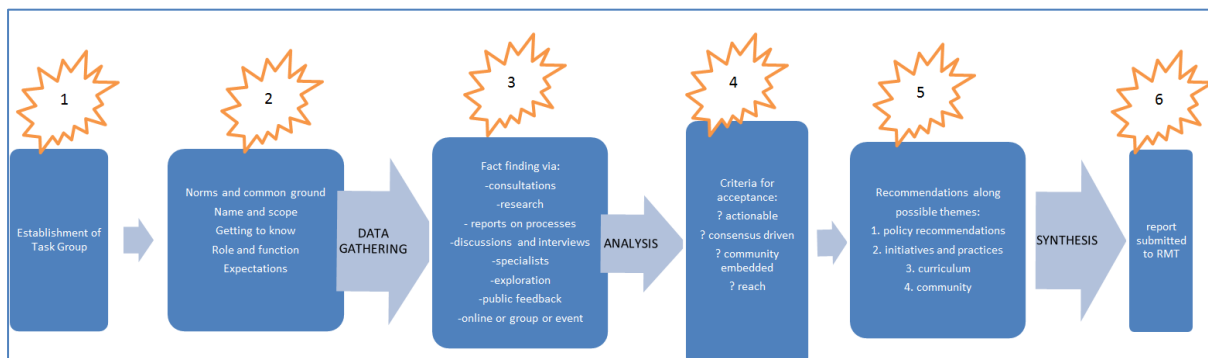 1
Establishment of
Task Group
2
Norms and common ground
Name and scope
Getting to know
Role and function
Expectations
DATA
GATHERING
3
Fact finding via:
-consultations
-research
- reports on processes
-discussions and interviews
-specialists
-exploration
-public feedback
-online or group or event
ANALYSIS
4
Criteria for
acceptance:
? actionable
? consensus driven
? community
embedded
? reach
5
Recommendations along
possible themes:
1. policy recommendations
2. initiatives and practices
3. curriculum
4. community
SYNTHESIS
6
report
submitted
to RMT